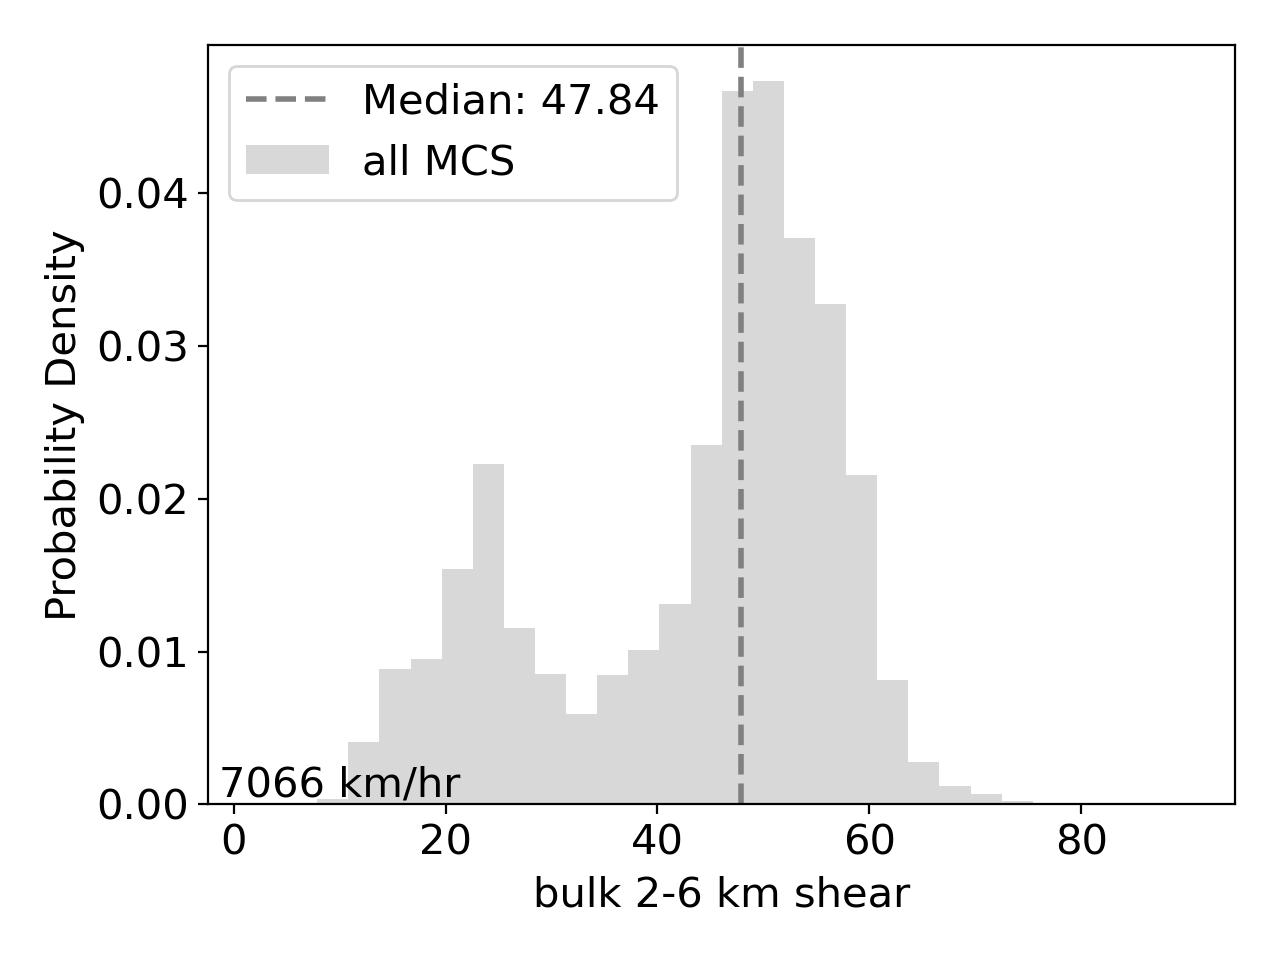 Median: 47.84
all MCS
Probability Density
0.04
0.03
0.02
0.01
0.00
7066 km/hr
0 20 40 60 80
bulk 2-6 km shear